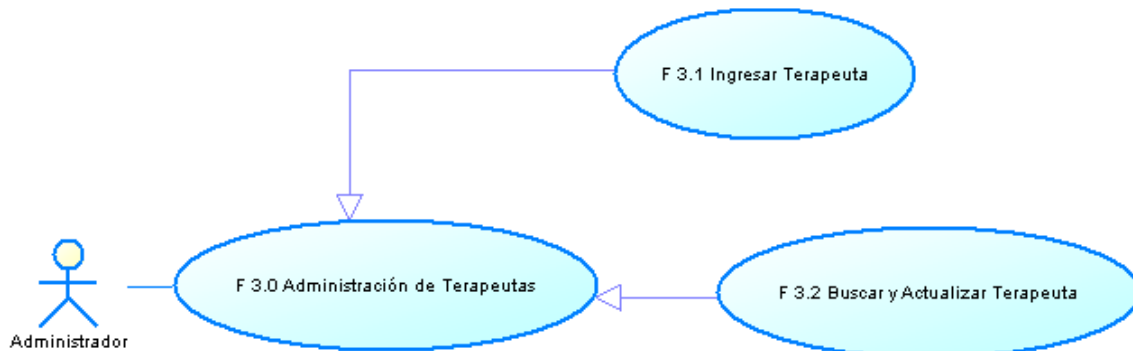 F 3.1 Ingresar Terapeuta
F 3.0 Administración de Terapeutas
F 3.2 Buscar y Actualizar Terapeuta
Administrador